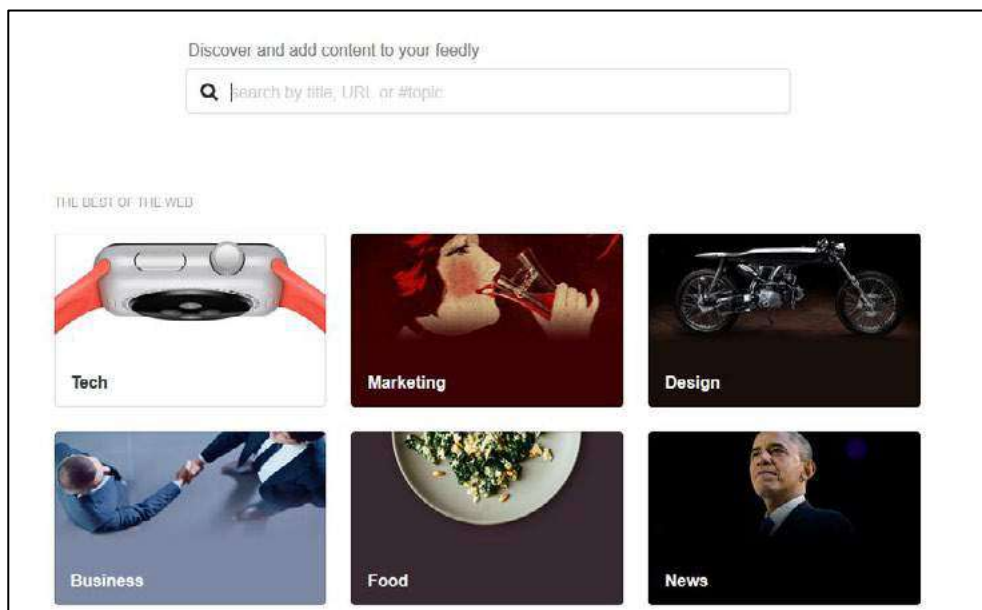 Discover and add content to your feedly
search by title, URL or #topic
THE BEST OF THE WEB
Tech
Marketing
Design
Business
Food
News